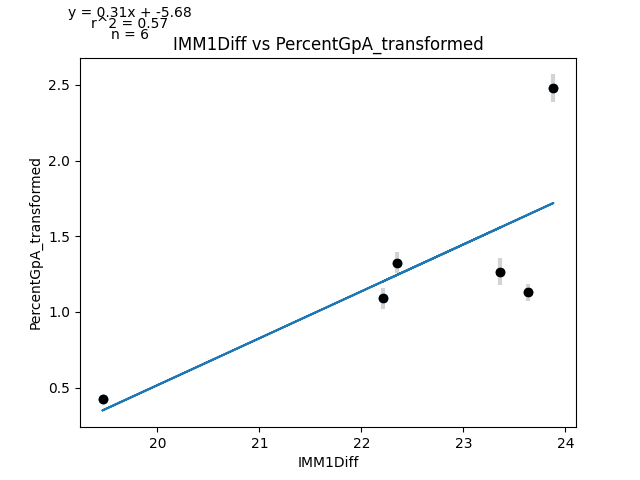 y = 0.31x + -5.68
r^2 = 0.57
n = 6
IMM1Diff vs PercentGpA_transformed
2.5
2.0
1.5
1.0
0.5
PercentGpA_transformed
20 21 22 23 24
IMM1Diff